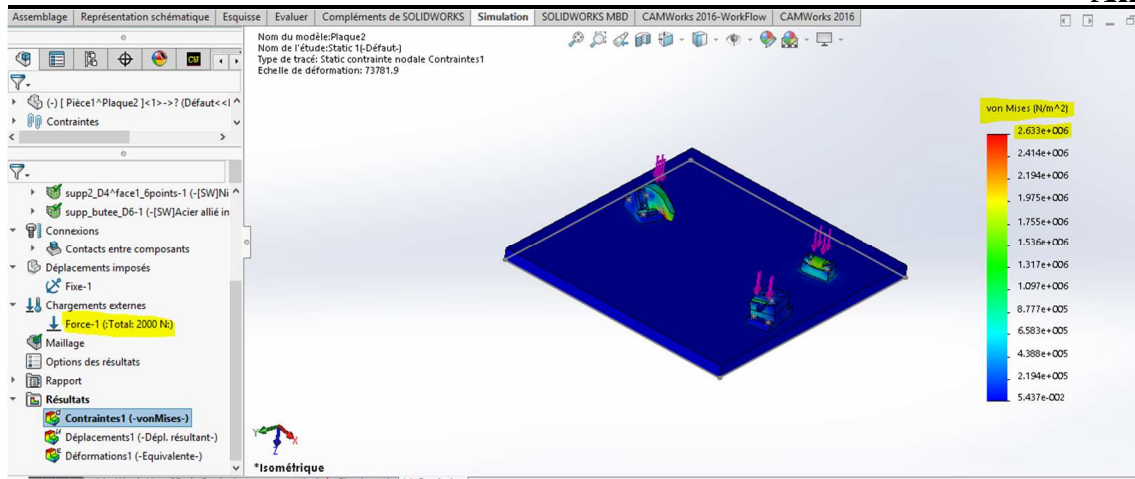 Assemblage Représentation schématique Esquisse Evaluer Compléments de SOLIDWORKS Simulation SOLIDWORKS MBD CAMWorks 2016-WorkFlow CAMWorks 2016
Nom du modèle:Plaque2
Nom de l'étude:Static 1(-Défaut-)
Type de tracé: Static contrainte nodale Contraintes1
Echelle de déformation: 73781.9
(-) [ Pièce1^Plaque2 ]<1>->? (Défaut<<
Contraintes
supp2_D4^face1_6points-1 (-[SW]Ni
supp_butee_D6-1 (-[SW]Acier allié in
Connexions
Contacts entre composants
Déplacements imposés
Fixe-1
Chargements externes
Force-1 (:Total: 2000 N:)
Maillage
Options des résultats
Rapport
Résultats
Contraintes1 (-vonMises-)
Déplacements1 (-Dépl. résultant-)
Déformations1 (-Equivalente-)
von Mises (N/m^2)
2.633e+006
2.414e+006
2.194e+006
1.975e+006
1.755e+006
1.536e+006
1.317e+006
1.097e+006
8.777e+005
6.583e+005
4.388e+005
2.194e+005
5.437e-002
Y
X
Z
*Isométrique